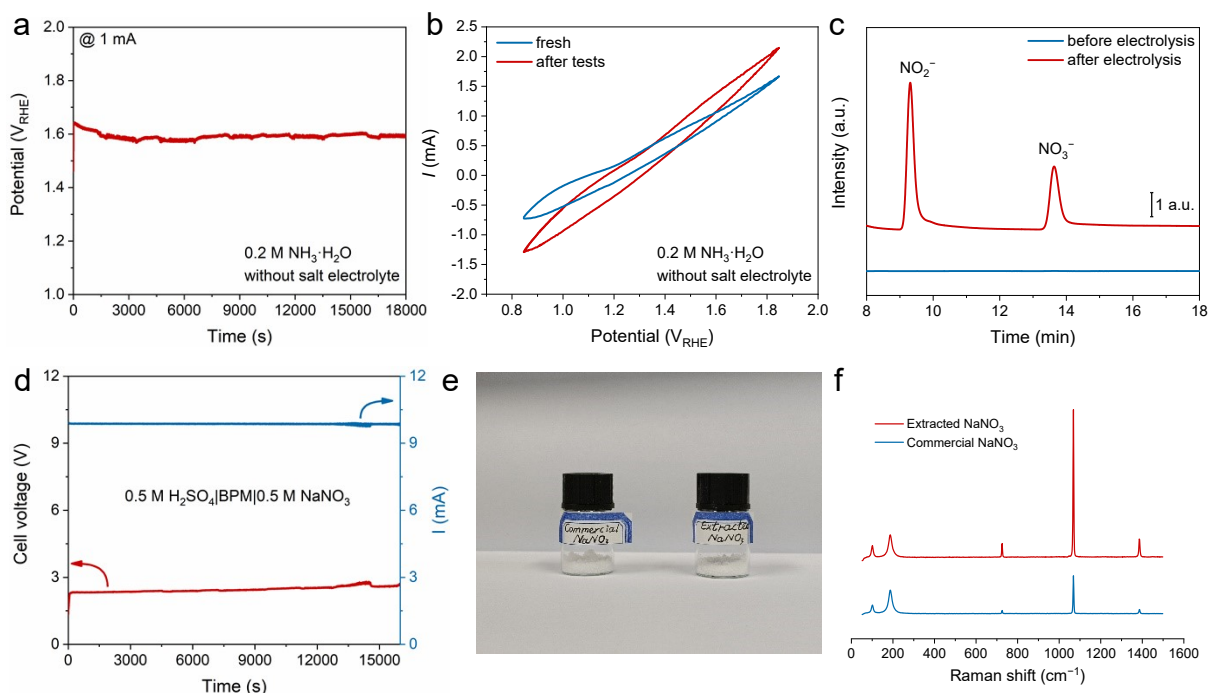 a
@ 1 mA
2.0
1.8
1.6
1.4
1.2
1.0
Potential (V_RHE)
0.2 M NH₃·H₂O
without salt electrolyte
0 3000 6000 9000 12000 15000 18000
Time (s)
b
fresh
after tests
2.5
2.0
1.5
1.0
0.5
0.0
-0.5
-1.0
-1.5
-2.0
-2.5
I (mA)
0.2 M NH₃·H₂O
without salt electrolyte
0.8 1.0 1.2 1.4 1.6 1.8 2.0
Potential (V_RHE)
c
before electrolysis
after electrolysis
NO₂⁻
NO₃⁻
1 a.u.
Intensity (a.u.)
8 10 12 14 16 18
Time (min)
d
12
9
6
3
0
Cell voltage (V)
0.5 M H₂SO₄|BPM|0.5 M NaNO₃
12
9
6
3
0
I (mA)
0 3000 6000 9000 12000 15000
Time (s)
e
Commercial
NaNO₃
Extracted
NaNO₃
f
Extracted NaNO₃
Commercial NaNO₃
0 200 400 600 800 1000 1200 1400 1600
Raman shift (cm⁻¹)